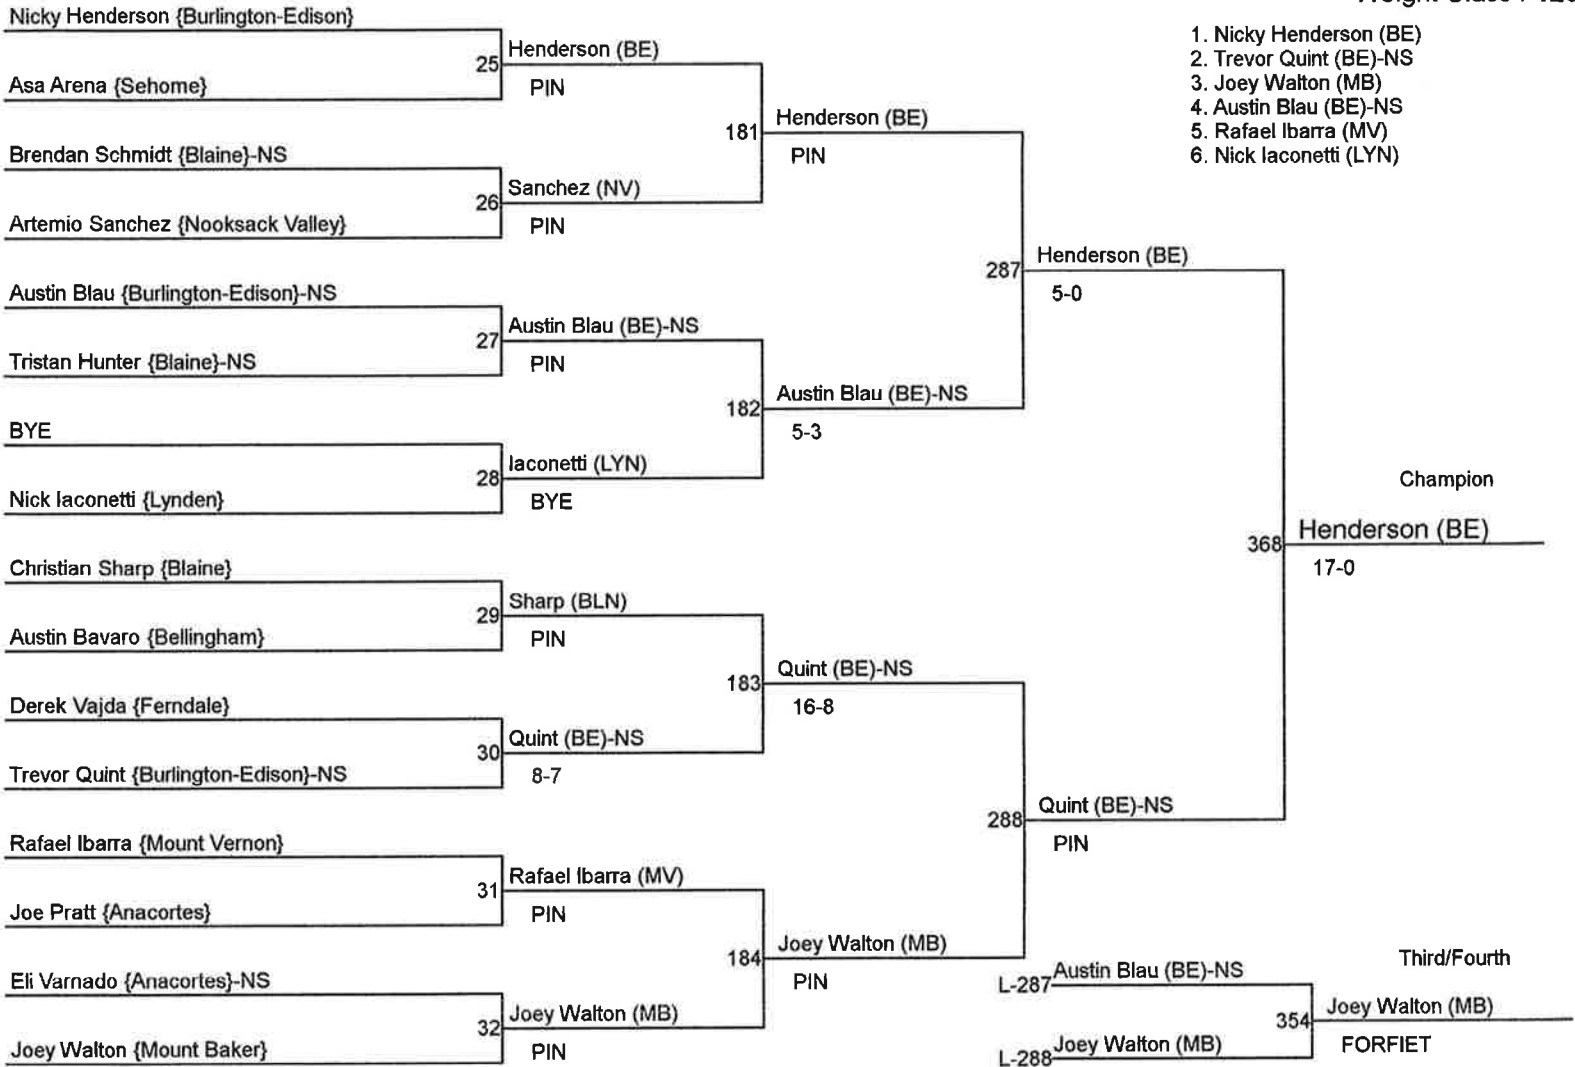 Nicky Henderson {Burlington-Edison}
1. Nicky Henderson (BE)
2. Trevor Quint (BE)-NS
3. Joey Walton (MB)
4. Austin Blau (BE)-NS
5. Rafael Ibarra (MV)
6. Nick Iaconetti (LYN)
25
Henderson (BE)
PIN
Asa Arena {Sehome}
181
Henderson (BE)
PIN
Brendan Schmidt {Blaine}-NS
26
Sanchez (NV)
PIN
Artemio Sanchez {Nooksack Valley}
287
Henderson (BE)
5-0
Austin Blau {Burlington-Edison}-NS
27
Austin Blau (BE)-NS
PIN
Tristan Hunter {Blaine}-NS
182
Austin Blau (BE)-NS
5-3
BYE
28
Iaconetti (LYN)
BYE
Nick Iaconetti {Lynden}
Champion
368
Henderson (BE)
17-0
Christian Sharp {Blaine}
29
Sharp (BLN)
PIN
Austin Bavaro {Bellingham}
183
Quint (BE)-NS
16-8
Derek Vajda {Ferndale}
30
Quint (BE)-NS
8-7
Trevor Quint {Burlington-Edison}-NS
288
Quint (BE)-NS
PIN
Rafael Ibarra {Mount Vernon}
31
Rafael Ibarra (MV)
PIN
Joe Pratt {Anacortes}
184
Joey Walton (MB)
PIN
Eli Varnado {Anacortes}-NS
32
Joey Walton (MB)
PIN
Joey Walton {Mount Baker}
Third/Fourth
L-287
Austin Blau (BE)-NS
354
Joey Walton (MB)
FORFIET
L-288
Joey Walton (MB)